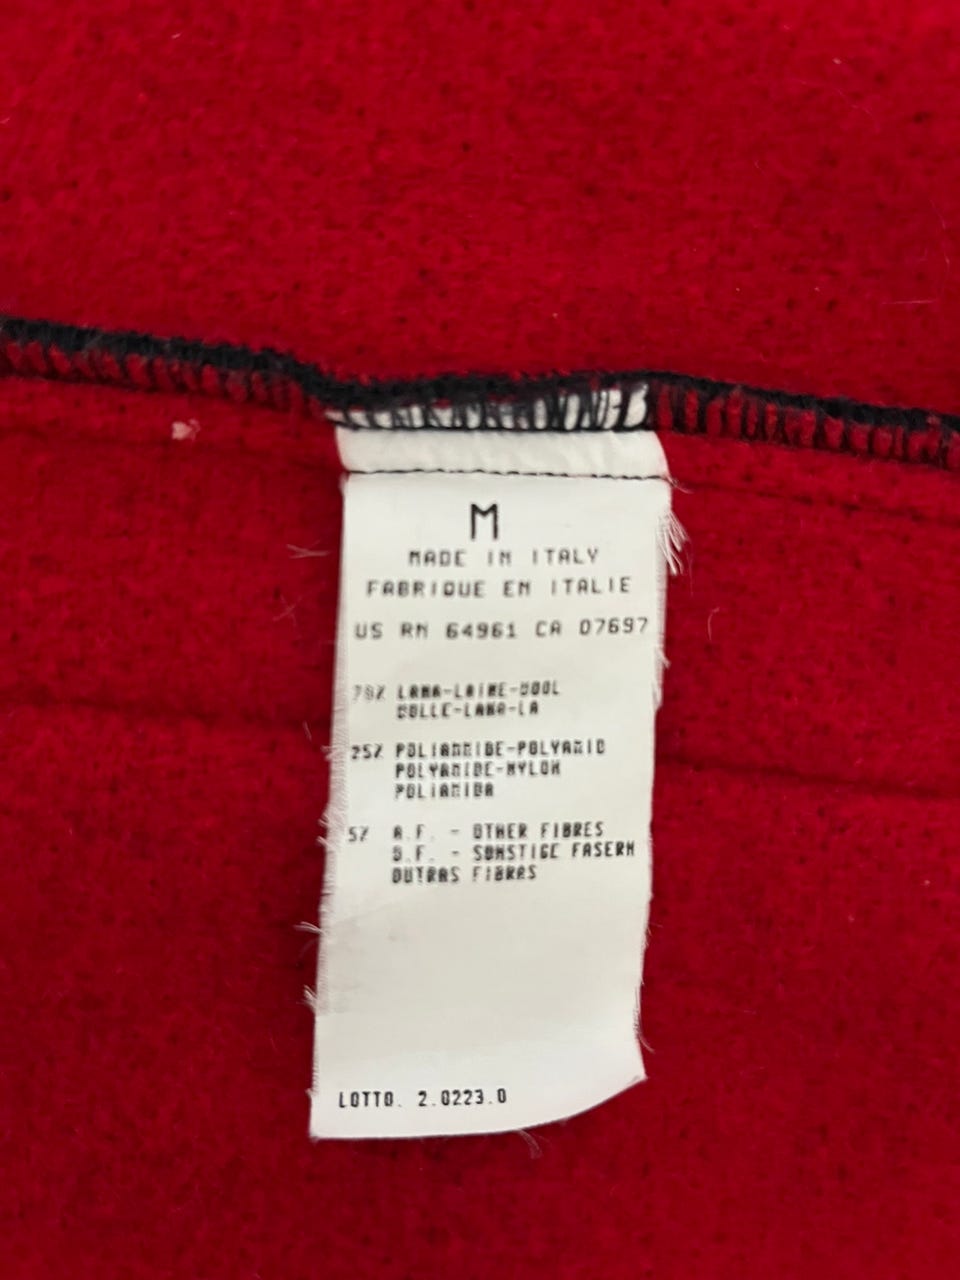 M
MADE IN ITALY
FABRIQUE EN ITALIE
US RN 64961 CA 07697
70% LANA-LAINE-WOOL
WOLLE-LANA-LA
25% POLIAMMIDE-POLYAMID
POLYAMIDE-NYLON
POLIAMIDA
5% A.F. - OTHER FIBRES
S.F. - SONSTIGE FASERN
OUTRAS FIBRAS
LOTTO. 2.0223.0